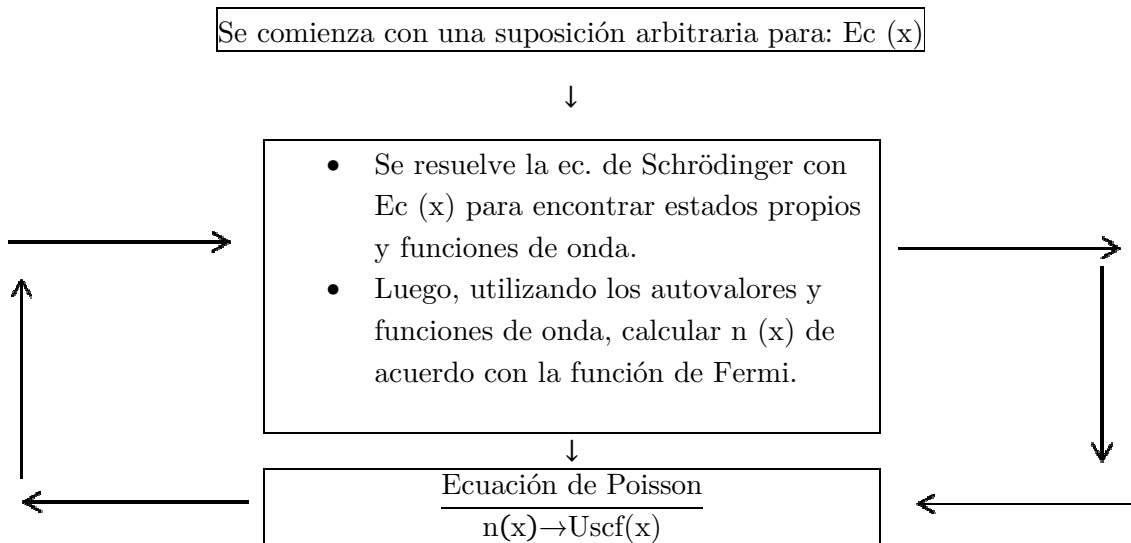 Se comienza con una suposición arbitraria para: Ec (x)
↓
• Se resuelve la ec. de Schrödinger con
Ec (x) para encontrar estados propios
y funciones de onda.
• Luego, utilizando los autovalores y
funciones de onda, calcular n (x) de
acuerdo con la función de Fermi.
↓
Ecuación de Poisson
n(x)→Uscf(x)